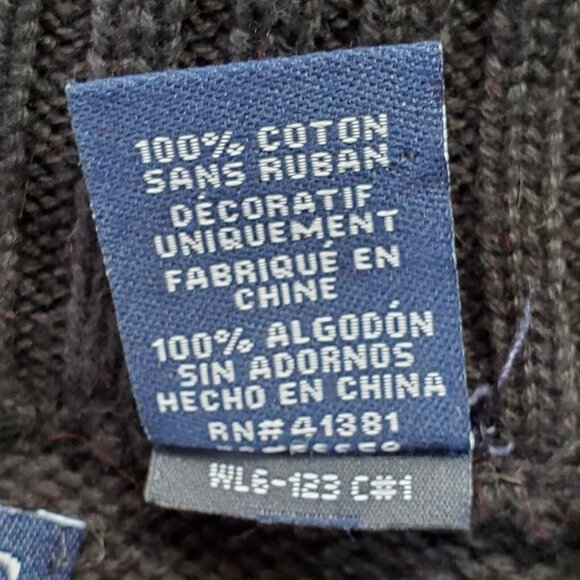 100% COTON
SANS RUBAN
DÉCORATIF
UNIQUEMENT
FABRIQUÉ EN
CHINE
100% ALGODÓN
SIN ADORNOS
HECHO EN CHINA
RN#41381
WL6-123 C#1